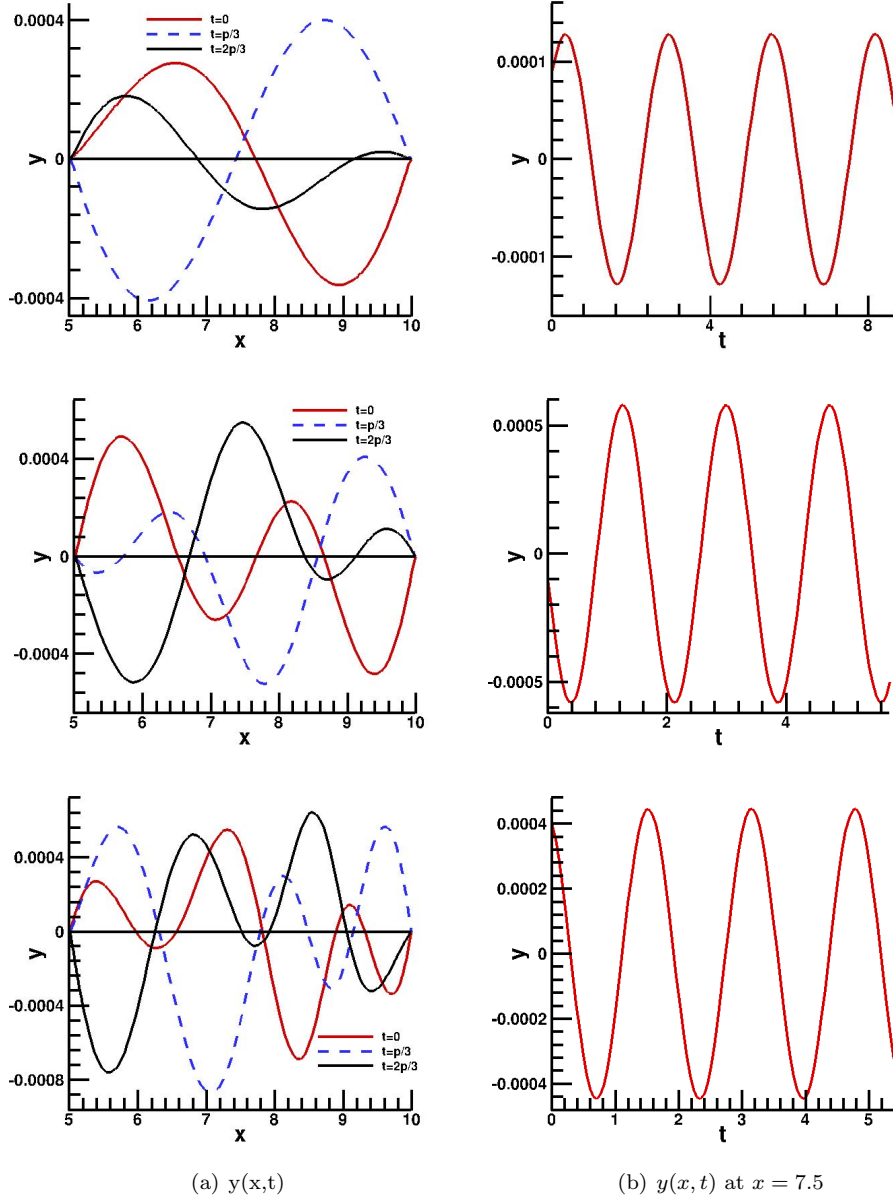 0.0004
0
-0.0004
y
t=0
t=p/3
t=2p/3
5 6 7 8 9 10
x
0.0001
0
-0.0001
y
0 4 8
t
0.0004
0
-0.0004
y
t=0
t=p/3
t=2p/3
5 6 7 8 9 10
x
0.0005
0
-0.0005
y
0 2 4
t
0.0004
0
-0.0004
-0.0008
y
t=0
t=p/3
t=2p/3
5 6 7 8 9 10
x
0.0004
0.0002
0
-0.0002
-0.0004
y
0 1 2 3 4 5
t
(a) y(x,t)
(b) y(x, t) at x = 7.5